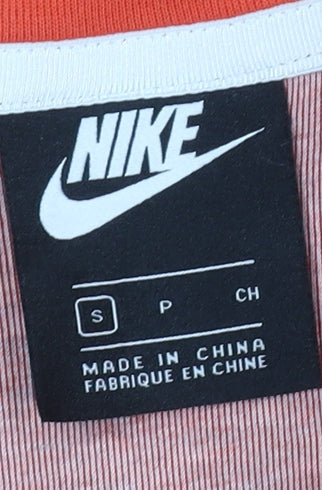 NIKE
S P CH
MADE IN CHINA
FABRIQUE EN CHINE